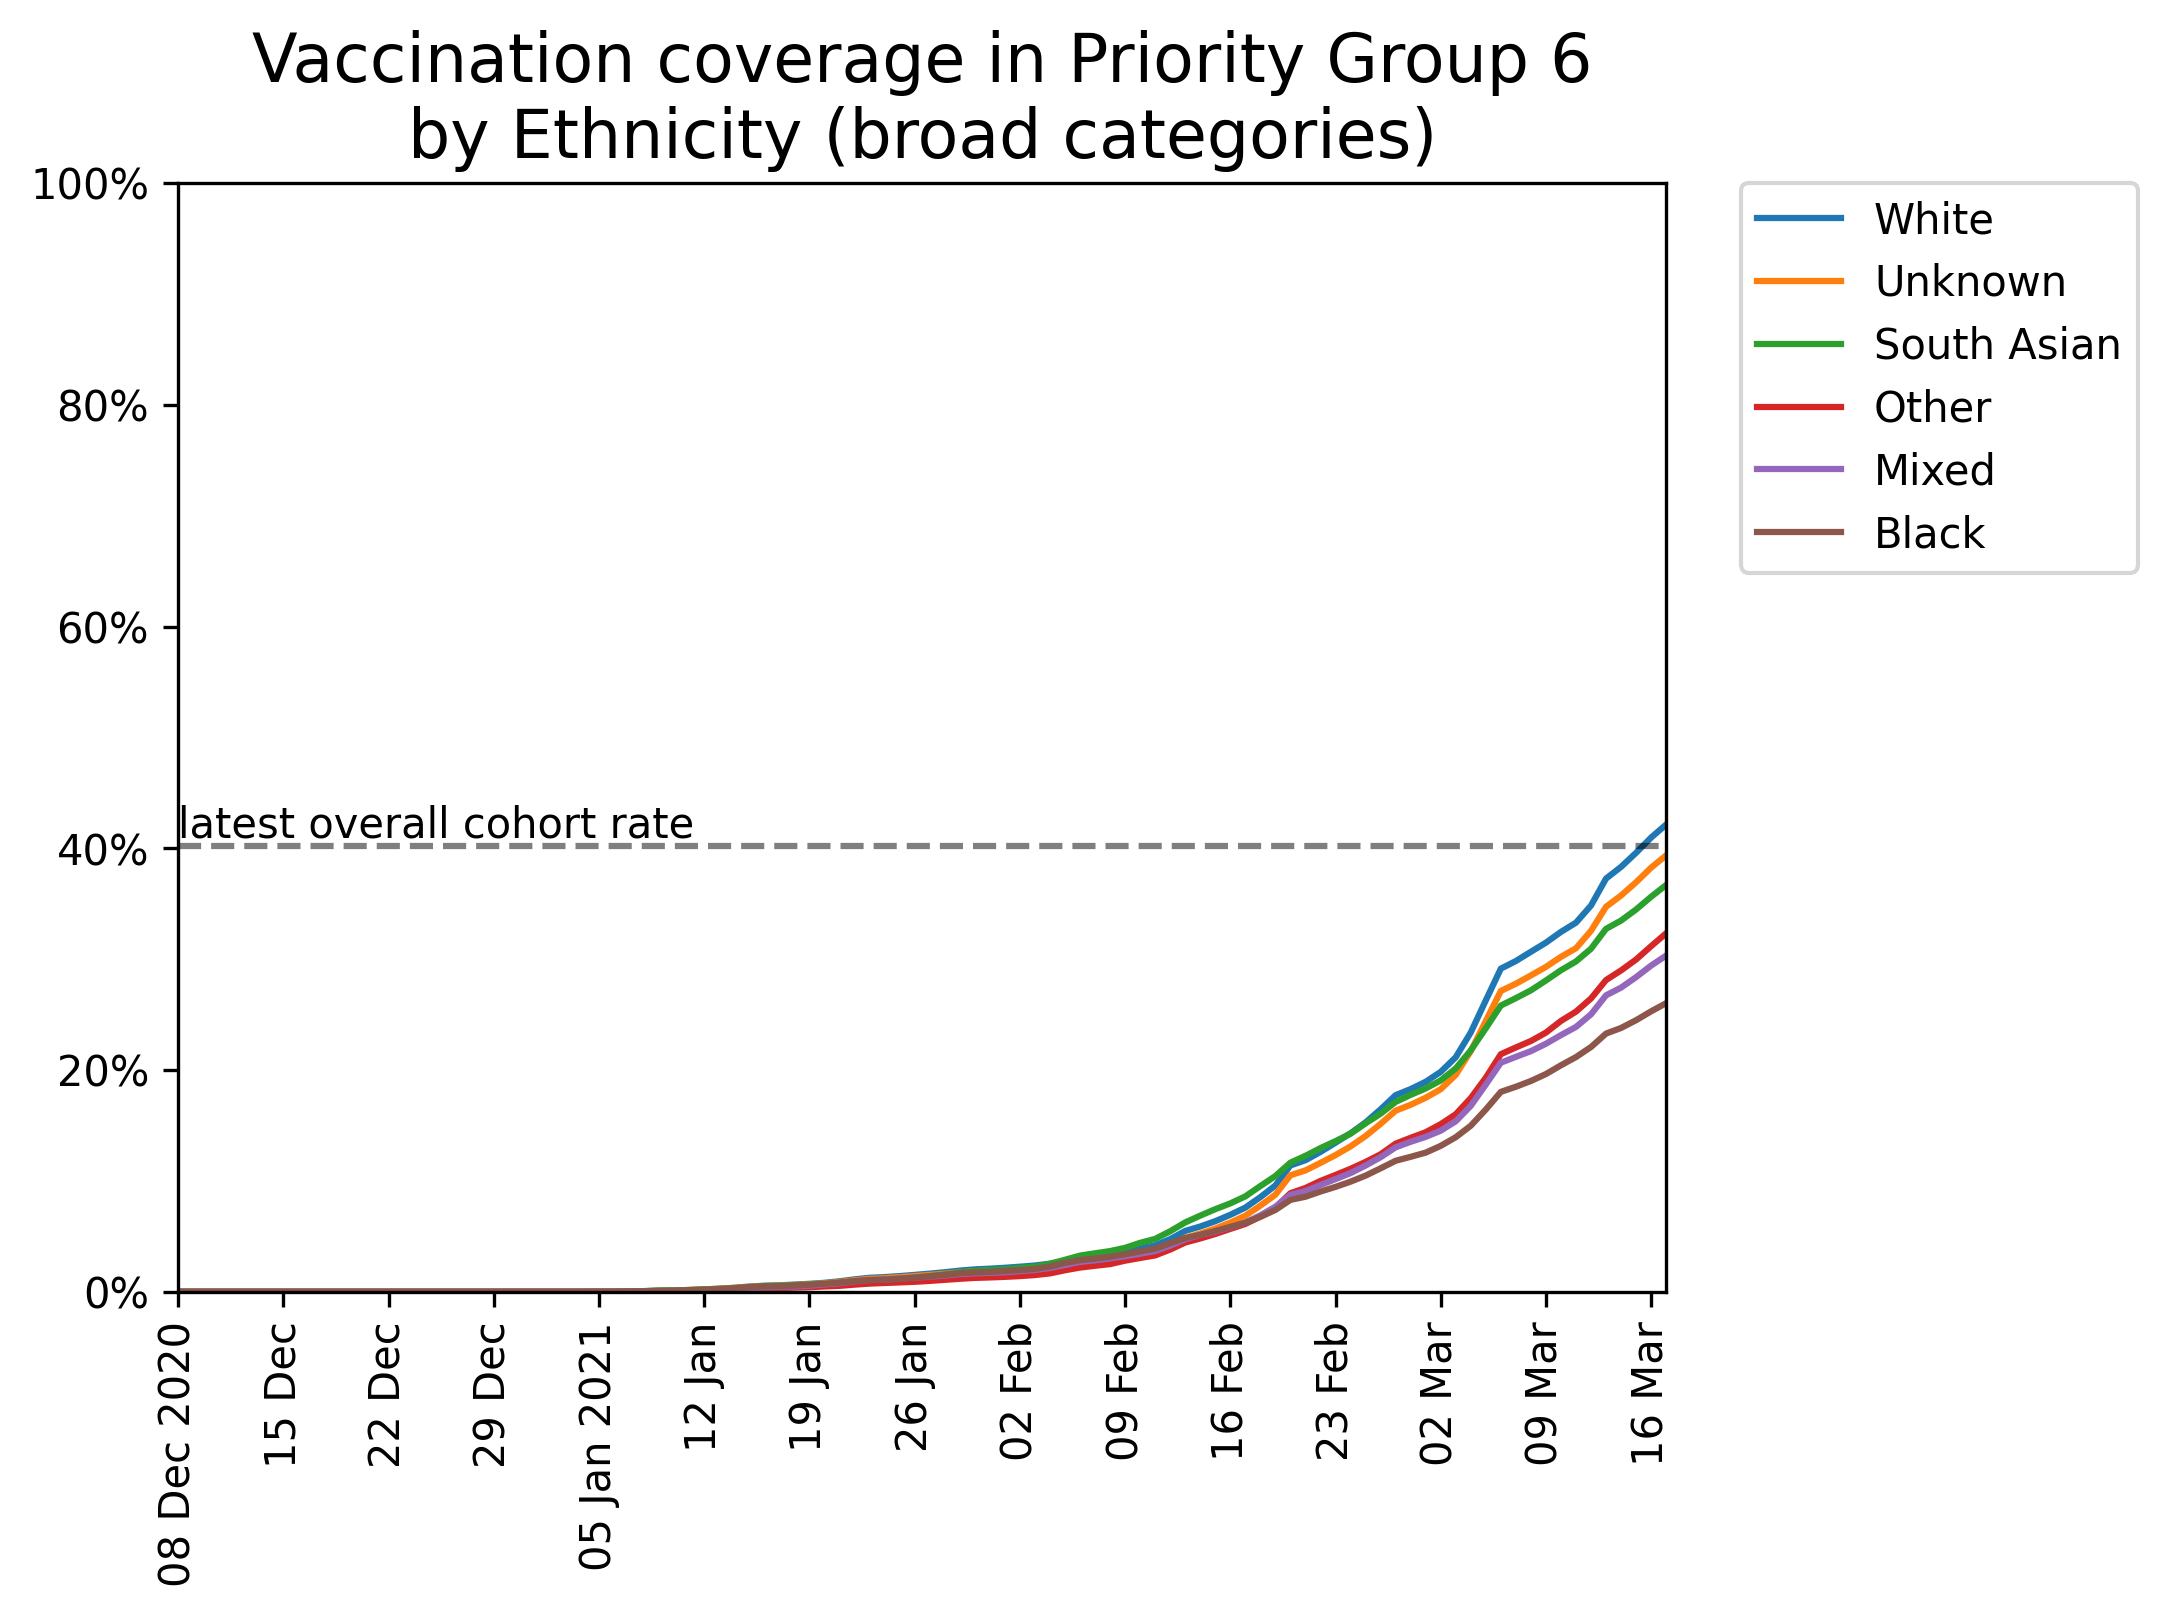 Vaccination coverage in Priority Group 6
by Ethnicity (broad categories)
100%
80%
60%
40%
20%
0%
latest overall cohort rate
White
Unknown
South Asian
Other
Mixed
Black
08 Dec 2020
15 Dec
22 Dec
29 Dec
05 Jan 2021
12 Jan
19 Jan
26 Jan
02 Feb
09 Feb
16 Feb
23 Feb
02 Mar
09 Mar
16 Mar